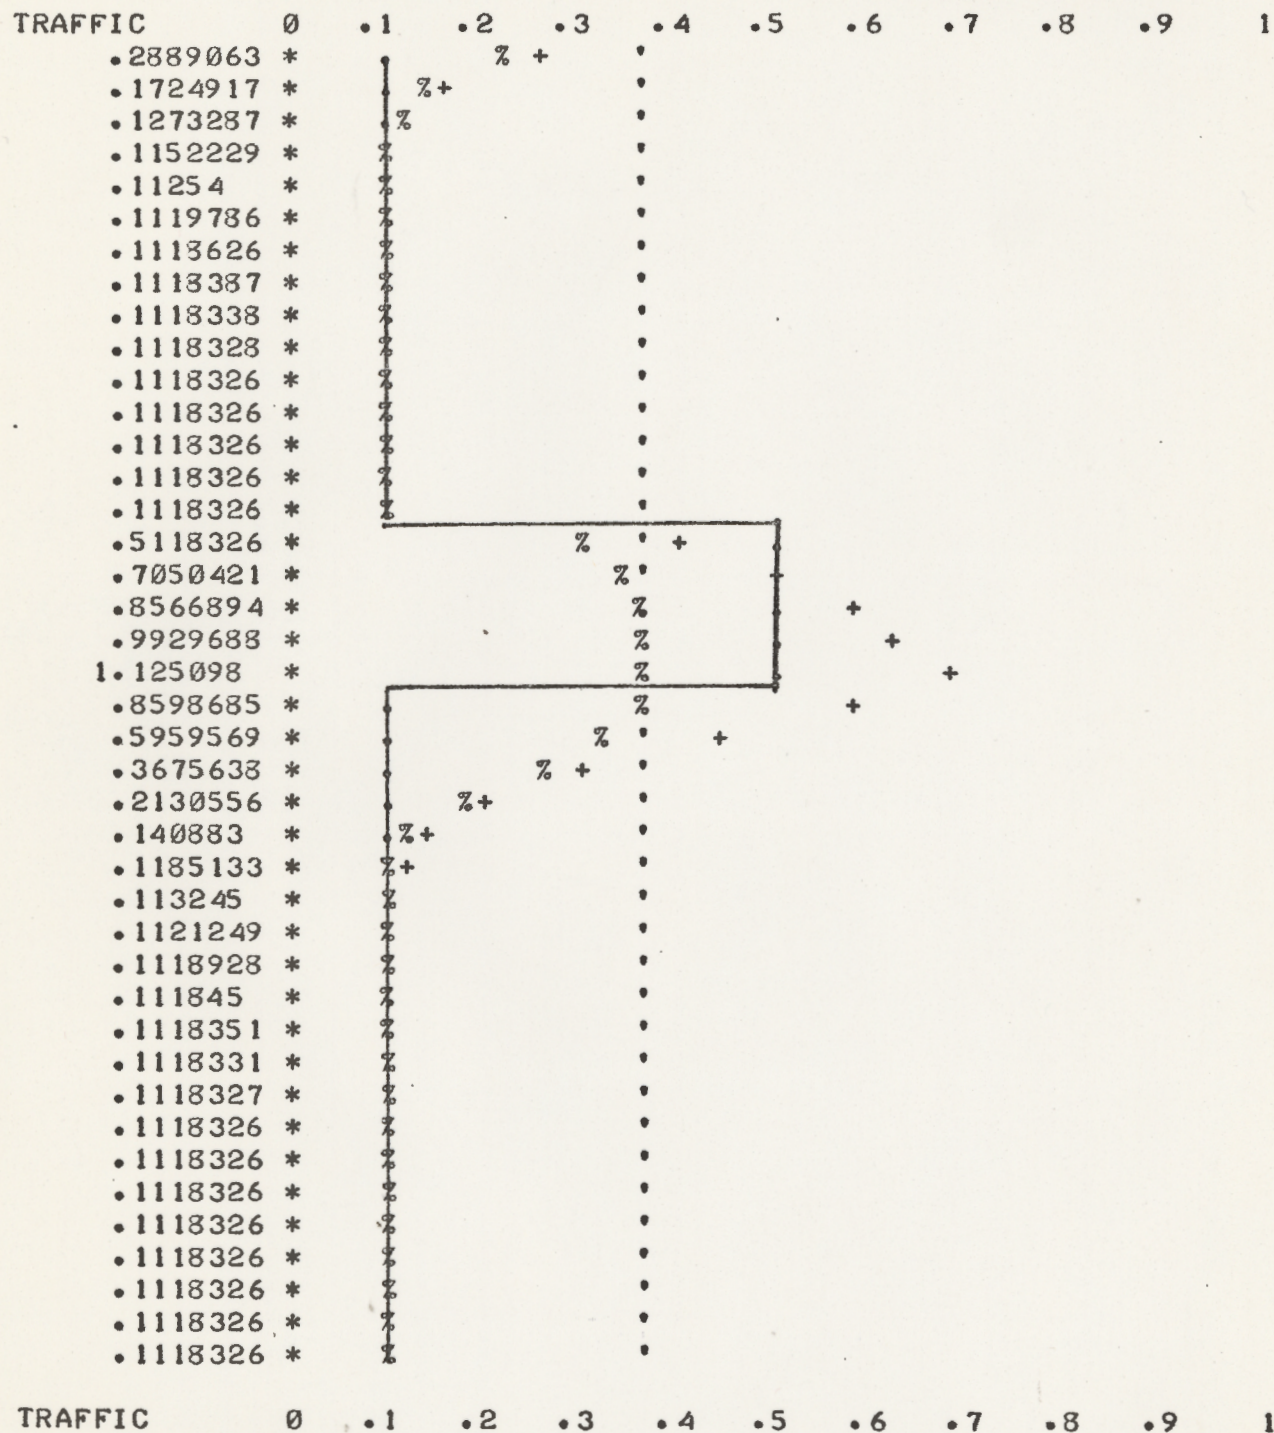 TRAFFIC 0 .1 .2 .3 .4 .5 .6 .7 .8 .9 1
.2889063 * . % + '
.1724917 * . %+ '
.1273287 * . % '
.1152229 * % '
.11254 * % '
.1119786 * % '
.1118626 * % '
.1118387 * % '
.1118338 * % '
.1118328 * % '
.1118326 * % '
.1118326 * % '
.1118326 * % '
.1118326 * % '
.1118326 * % '
.5118326 * % ' + .
.7050421 * % ' +
.8566894 * % . +
.9929688 * % . +
1.125098 * % . +
.8598685 * . % +
.5959569 * . % ' +
.3675638 * . % + '
.2130556 * . %+ '
.140883 * . %+ '
.1185133 * %+ '
.113245 * % '
.1121249 * % '
.1118928 * % '
.111845 * % '
.1118351 * % '
.1118331 * % '
.1118327 * % '
.1118326 * % '
.1118326 * % '
.1118326 * % '
.1118326 * % '
.1118326 * % '
.1118326 * % '
.1118326 * % '
.1118326 * % '
TRAFFIC 0 .1 .2 .3 .4 .5 .6 .7 .8 .9 1